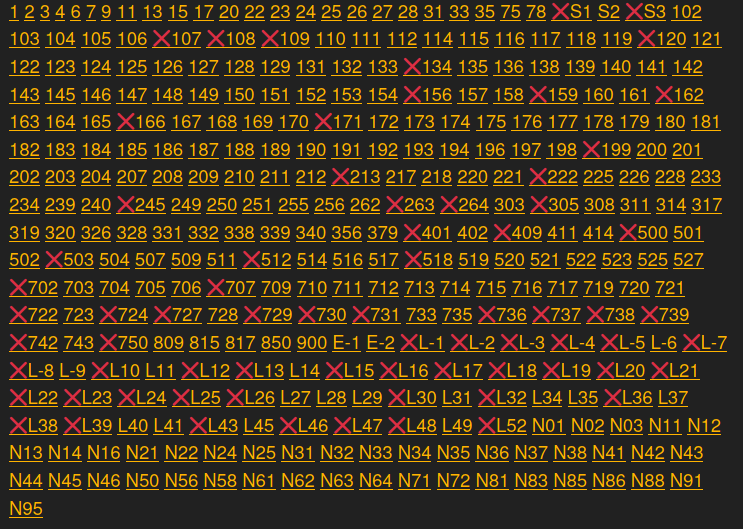 1 2 3 4 6 7 9 11 13 15 17 20 22 23 24 25 26 27 28 31 33 35 75 78 ❌S1 S2 ❌S3 102
103 104 105 106 ❌107 ❌108 ❌109 110 111 112 114 115 116 117 118 119 ❌120 121
122 123 124 125 126 127 128 129 131 132 133 ❌134 135 136 138 139 140 141 142
143 145 146 147 148 149 150 151 152 153 154 ❌156 157 158 ❌159 160 161 ❌162
163 164 165 ❌166 167 168 169 170 ❌171 172 173 174 175 176 177 178 179 180 181
182 183 184 185 186 187 188 189 190 191 192 193 194 196 197 198 ❌199 200 201
202 203 204 207 208 209 210 211 212 ❌213 217 218 220 221 ❌222 225 226 228 233
234 239 240 ❌245 249 250 251 255 256 262 ❌263 ❌264 303 ❌305 308 311 314 317
319 320 326 328 331 332 338 339 340 356 379 ❌401 402 ❌409 411 414 ❌500 501
502 ❌503 504 507 509 511 ❌512 514 516 517 ❌518 519 520 521 522 523 525 527
❌702 703 704 705 706 ❌707 709 710 711 712 713 714 715 716 717 719 720 721
❌722 723 ❌724 ❌727 728 ❌729 ❌730 ❌731 733 735 ❌736 ❌737 ❌738 ❌739
❌742 743 ❌750 809 815 817 850 900 E-1 E-2 ❌L-1 ❌L-2 ❌L-3 ❌L-4 ❌L-5 L-6 ❌L-7
❌L-8 L-9 ❌L10 L11 ❌L12 ❌L13 L14 ❌L15 ❌L16 ❌L17 ❌L18 ❌L19 ❌L20 ❌L21
❌L22 ❌L23 ❌L24 ❌L25 ❌L26 L27 L28 L29 ❌L30 L31 ❌L32 L34 L35 ❌L36 L37
❌L38 ❌L39 L40 L41 ❌L43 L45 ❌L46 ❌L47 ❌L48 L49 ❌L52 N01 N02 N03 N11 N12
N13 N14 N16 N21 N22 N24 N25 N31 N32 N33 N34 N35 N36 N37 N38 N41 N42 N43
N44 N45 N46 N50 N56 N58 N61 N62 N63 N64 N71 N72 N81 N83 N85 N86 N88 N91
N95